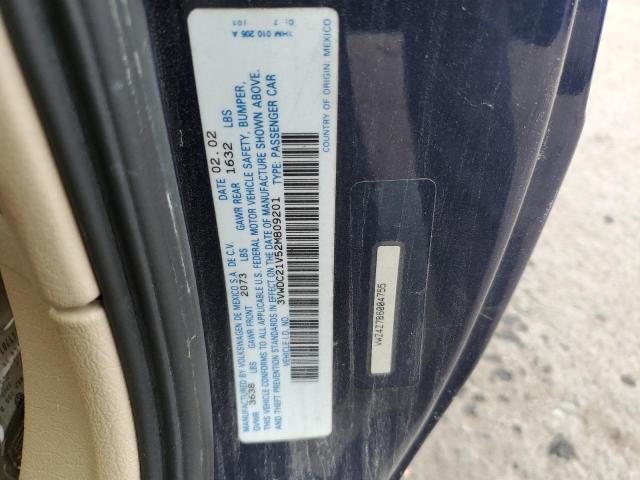 MANUFACTURED BY VOLKSWAGEN DE MEXICO S.A. DE C.V. DATE 02.02
GVWR 3638 LBS GAWR FRONT 2073 LBS GAWR REAR 1632 LBS
THIS VEHICLE CONFORMS TO ALL APPLICABLE U.S. FEDERAL MOTOR VEHICLE SAFETY, BUMPER,
AND THEFT PREVENTION STANDARDS IN EFFECT ON THE DATE OF MANUFACTURE SHOWN ABOVE.
VEHICLE I.D. NO.: 3VWDC21V52M809201 TYPE: PASSENGER CAR
COUNTRY OF ORIGIN: MEXICO
1HM 010 205 A
VWZ4Z7B6004755